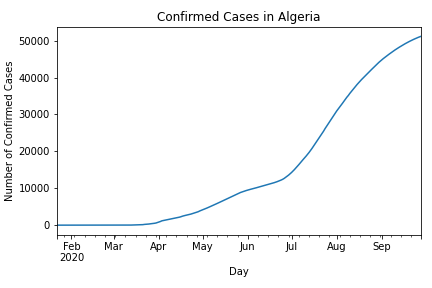 Confirmed Cases in Algeria
Number of Confirmed Cases
50000
40000
30000
20000
10000
0
Feb Mar Apr May Jun Jul Aug Sep
2020
Day